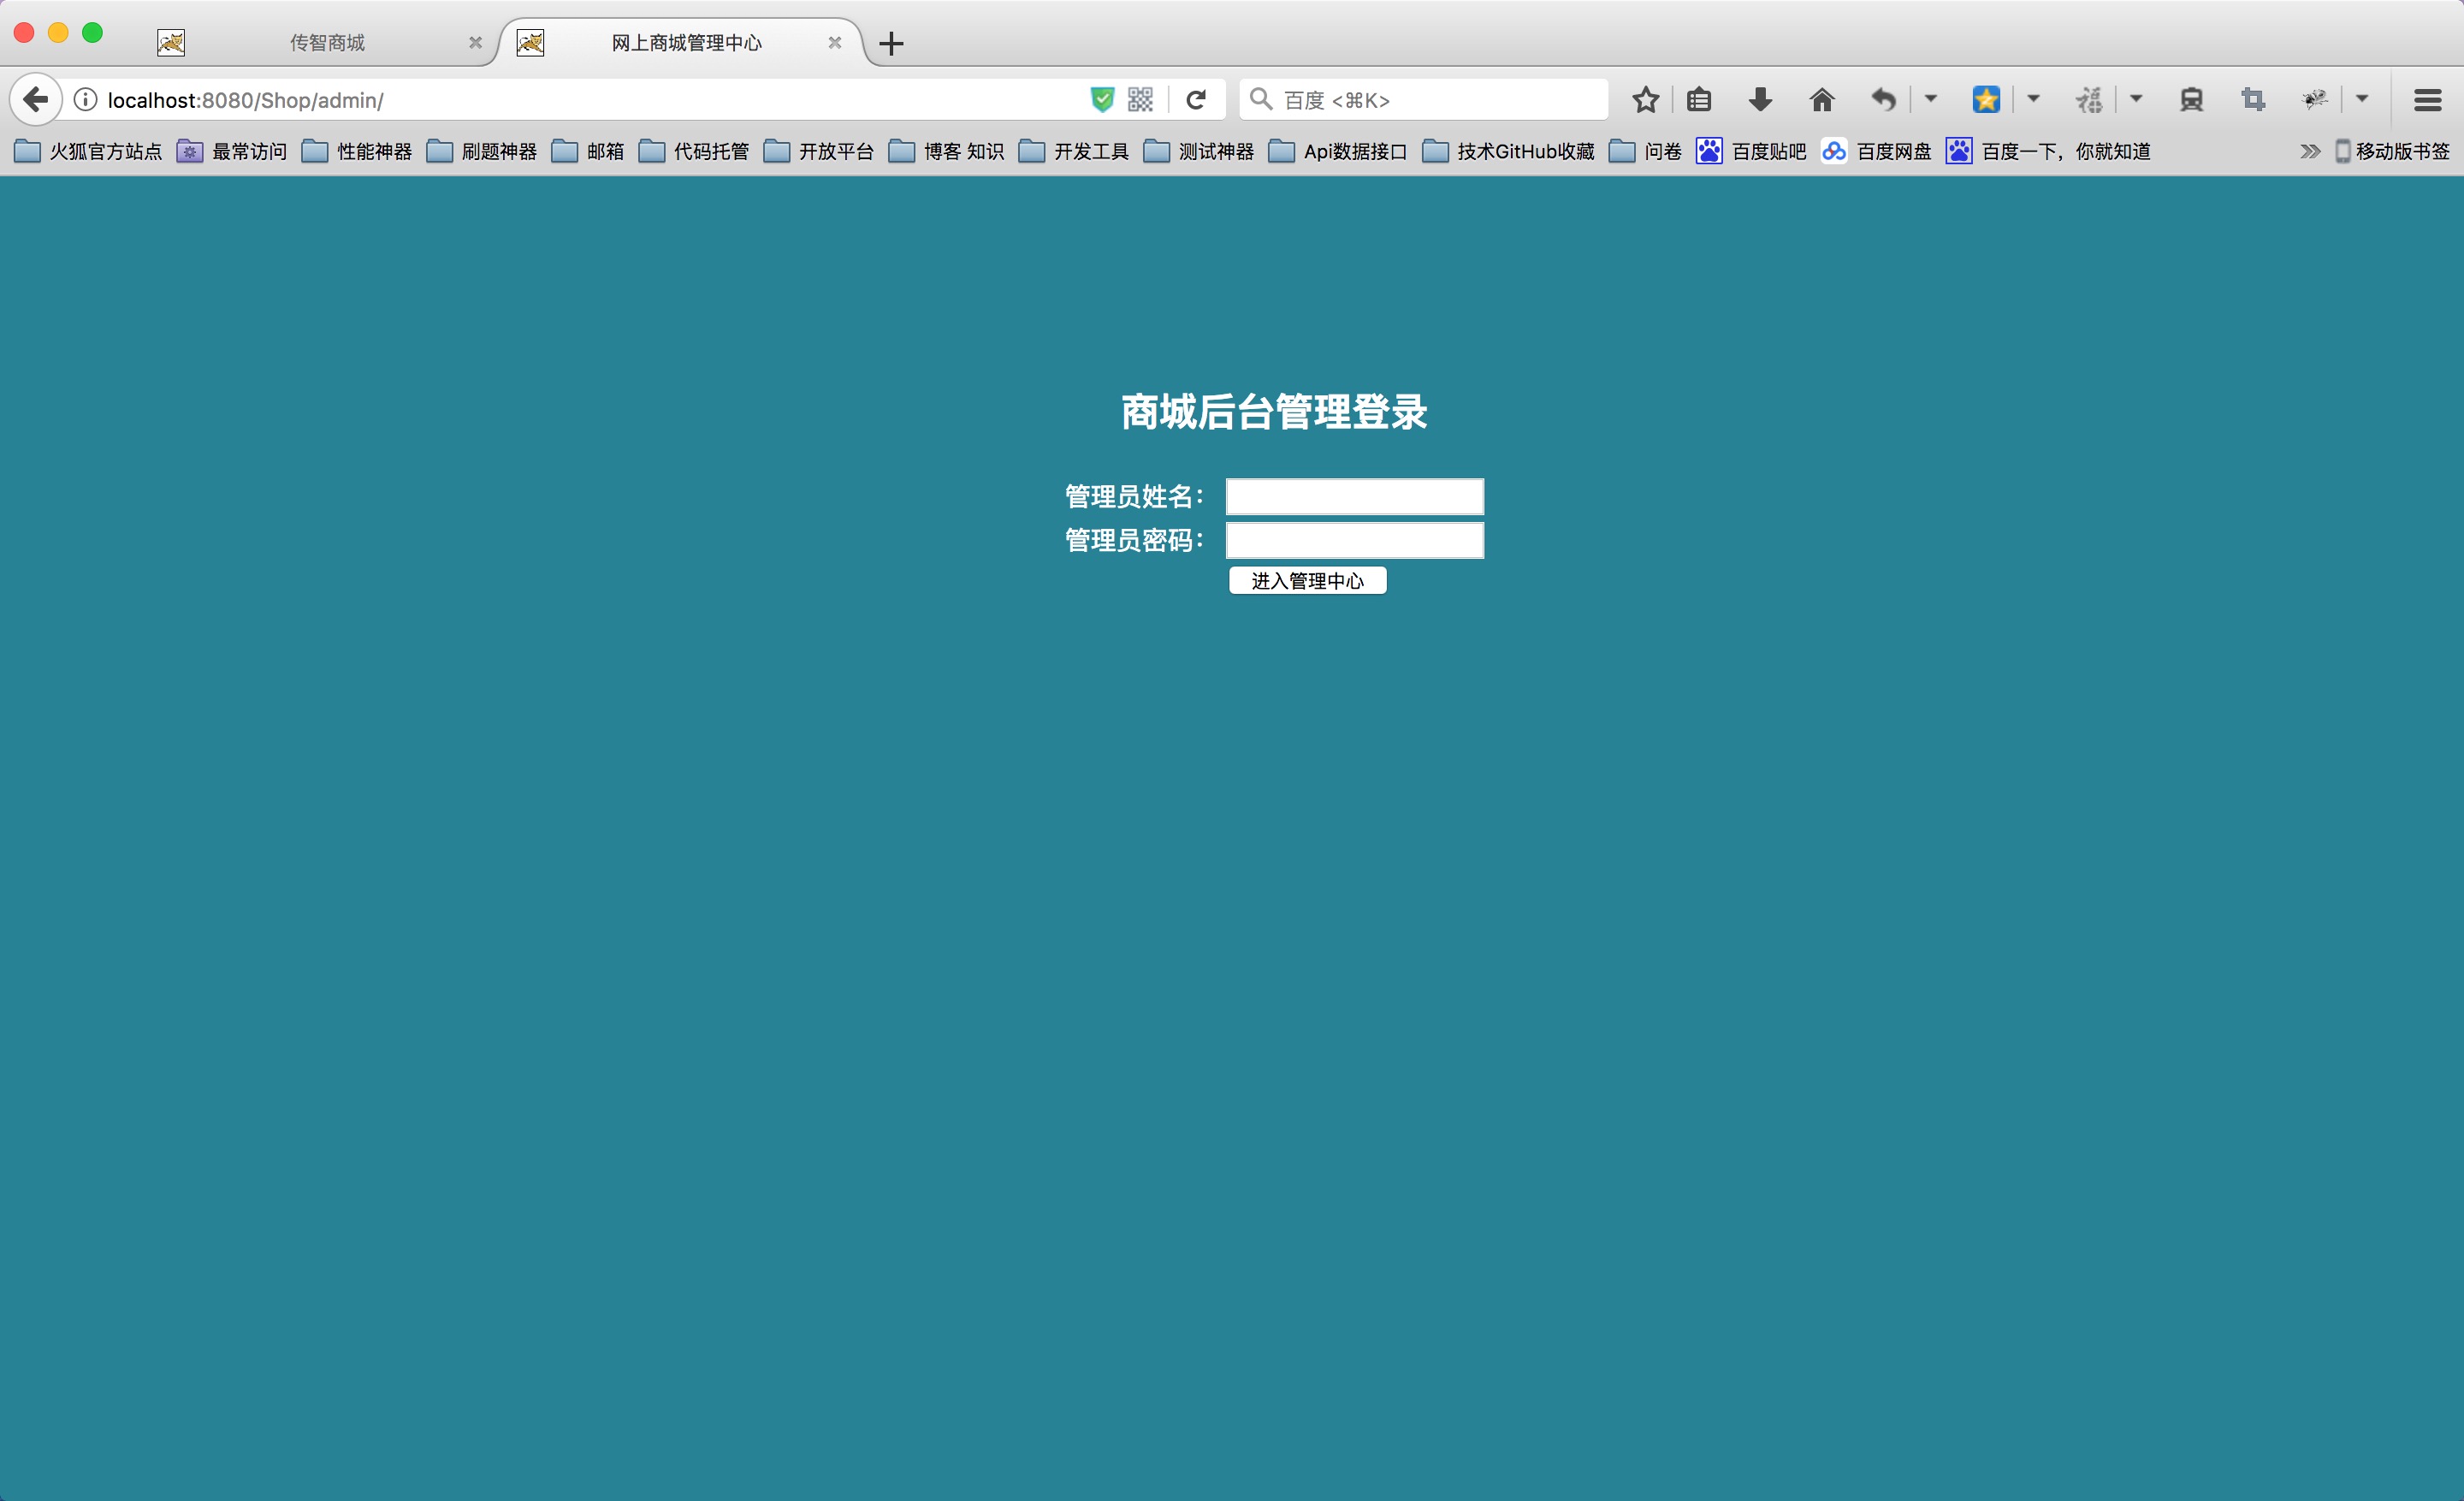 传智商城
网上商城管理中心
localhost:8080/Shop/admin/
百度 <⌘K>
火狐官方站点 最常访问 性能神器 刷题神器 邮箱 代码托管 开放平台 博客 知识 开发工具 测试神器 Api数据接口 技术GitHub收藏 问卷 百度贴吧 百度网盘 百度一下，你就知道 移动版书签
商城后台管理登录
管理员姓名：
管理员密码：
进入管理中心